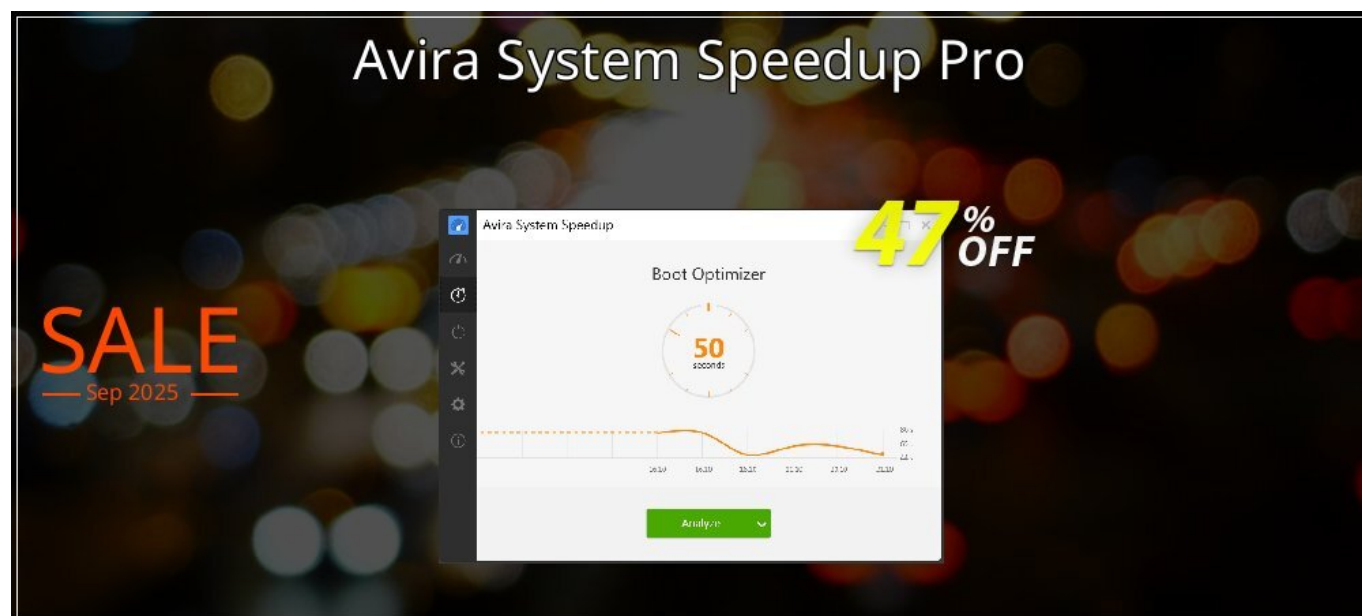 Avira System Speedup Pro
47% OFF
Avira System Speedup
Boot Optimizer
50
seconds
SALE
Sep 2025
Analyze